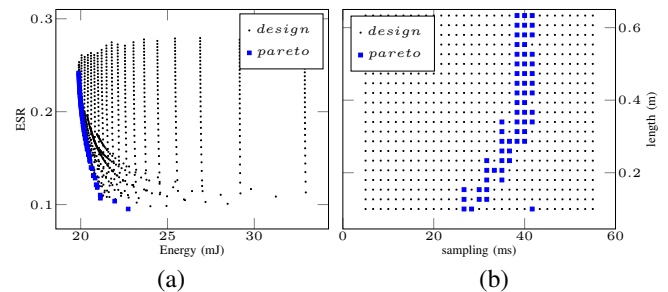 0.3
0.2
0.1
ESR
20
25
30
Energy (mJ)
design
pareto
(a)
design
pareto
0
20
40
60
sampling (ms)
0.6
0.4
0.2
length (m)
(b)